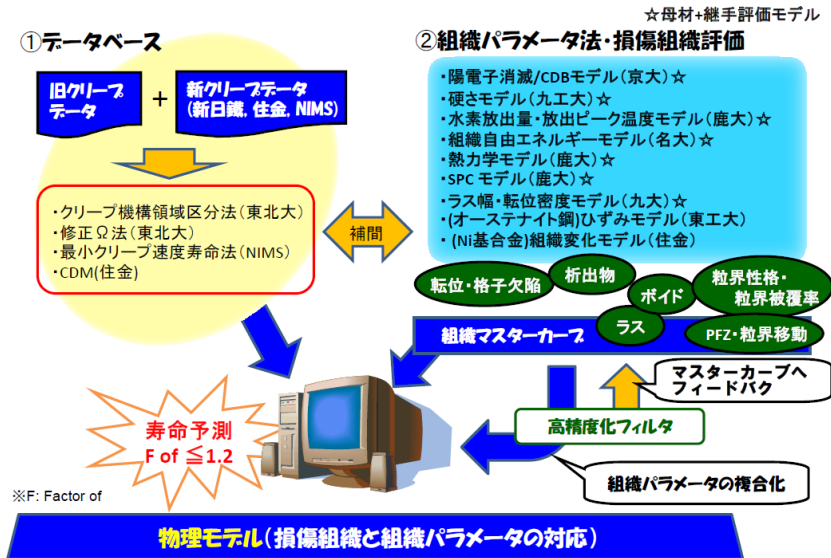 ☆母材+継手評価モデル
①データベース
旧クリープ
データ
+
新クリープデータ
(新日鐵, 住金, NIMS)
・クリープ機構領域区分法(東北大)
・修正Ω法(東北大)
・最小クリープ速度寿命法(NIMS)
・CDM(住金)
補間
②組織パラメータ法・損傷組織評価
・陽電子消滅/CDBモデル(京大)☆
・硬さモデル(九工大)☆
・水素放出量・放出ピーク温度モデル(鹿大)☆
・組織自由エネルギーモデル(名大)☆
・熱力学モデル(鹿大)☆
・SPC モデル(鹿大)☆
・ラス幅・転位密度モデル(九大)☆
・(オーステナイト鋼)ひずみモデル(東工大)
・(Ni基合金)組織変化モデル(住金)
転位・格子欠陥
析出物
ボイド
粒界性格・
粒界被覆率
ラス
PFZ・粒界移動
組織マスターカーブ
マスターカーブへ
フィードバク
高精度化フィルタ
組織パラメータの複合化
寿命予測
F of ≦1.2
※F: Factor of
物理モデル(損傷組織と組織パラメータの対応)